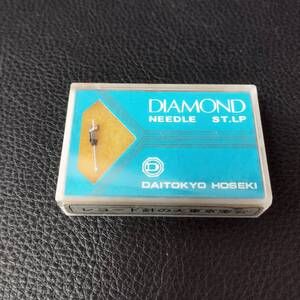 DIAMOND
NEEDLE ST.LP
D
DAITOKYO HOSEKI